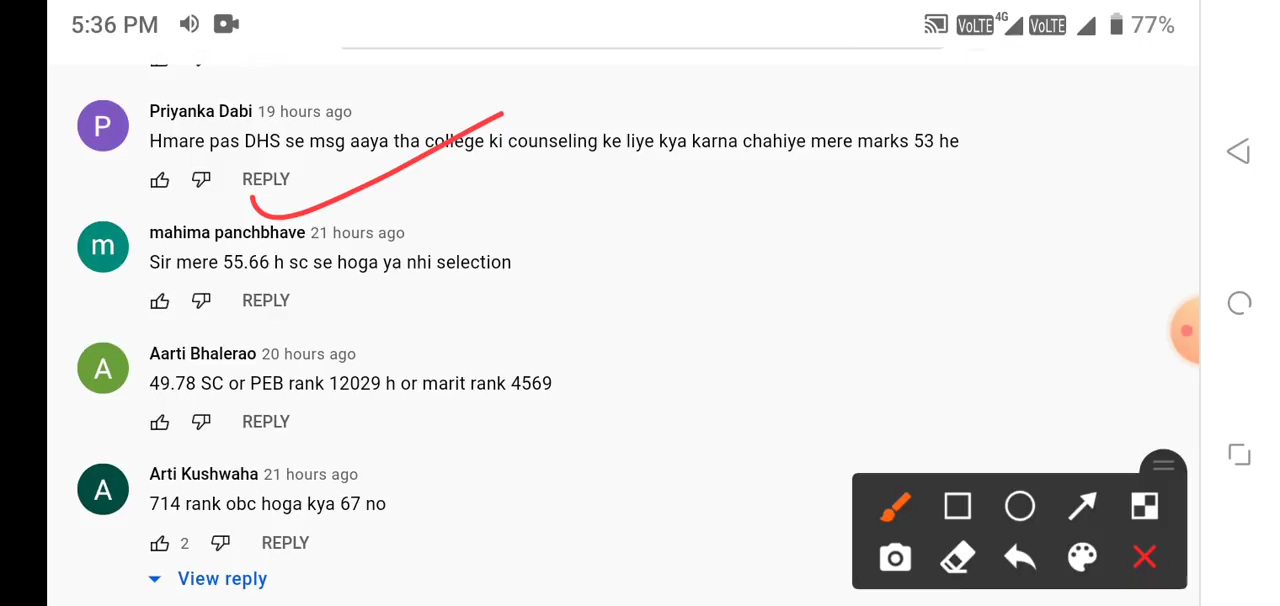 5:36 PM VoLTE 4G VoLTE 77%
P Priyanka Dabi 19 hours ago
Hmare pas DHS se msg aaya tha college ki counseling ke liye kya karna chahiye mere marks 53 he
REPLY
m mahima panchbhave 21 hours ago
Sir mere 55.66 h sc se hoga ya nhi selection
REPLY
A Aarti Bhalerao 20 hours ago
49.78 SC or PEB rank 12029 h or marit rank 4569
REPLY
A Arti Kushwaha 21 hours ago
714 rank obc hoga kya 67 no
2 REPLY
View reply